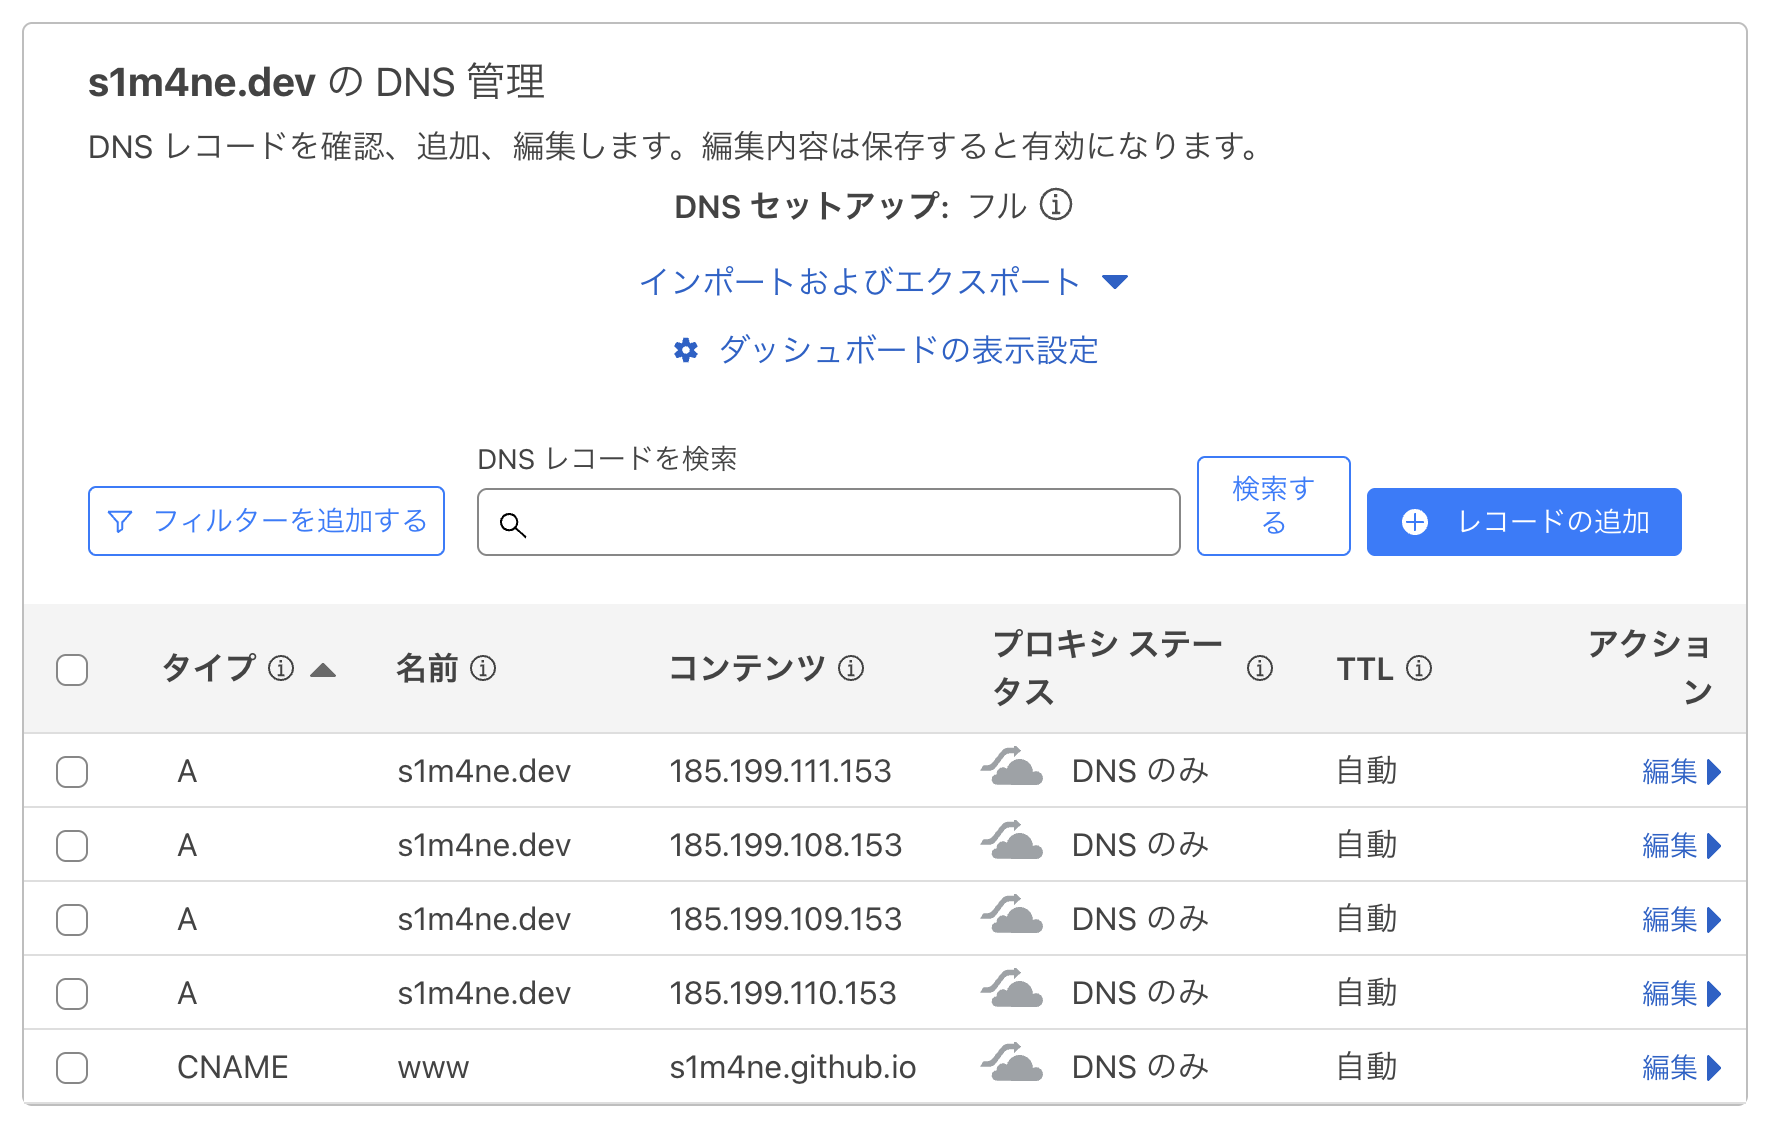 s1m4ne.dev の DNS 管理
DNS レコードを確認、追加、編集します。編集内容は保存すると有効になります。
DNS セットアップ: フル
インポートおよびエクスポート
ダッシュボードの表示設定
DNS レコードを検索
フィルターを追加する
検索す
る
レコードの追加
タイプ 名前 コンテンツ プロキシ ステー
タス TTL アクショ
ン
A s1m4ne.dev 185.199.111.153 DNS のみ 自動 編集
A s1m4ne.dev 185.199.108.153 DNS のみ 自動 編集
A s1m4ne.dev 185.199.109.153 DNS のみ 自動 編集
A s1m4ne.dev 185.199.110.153 DNS のみ 自動 編集
CNAME www s1m4ne.github.io DNS のみ 自動 編集